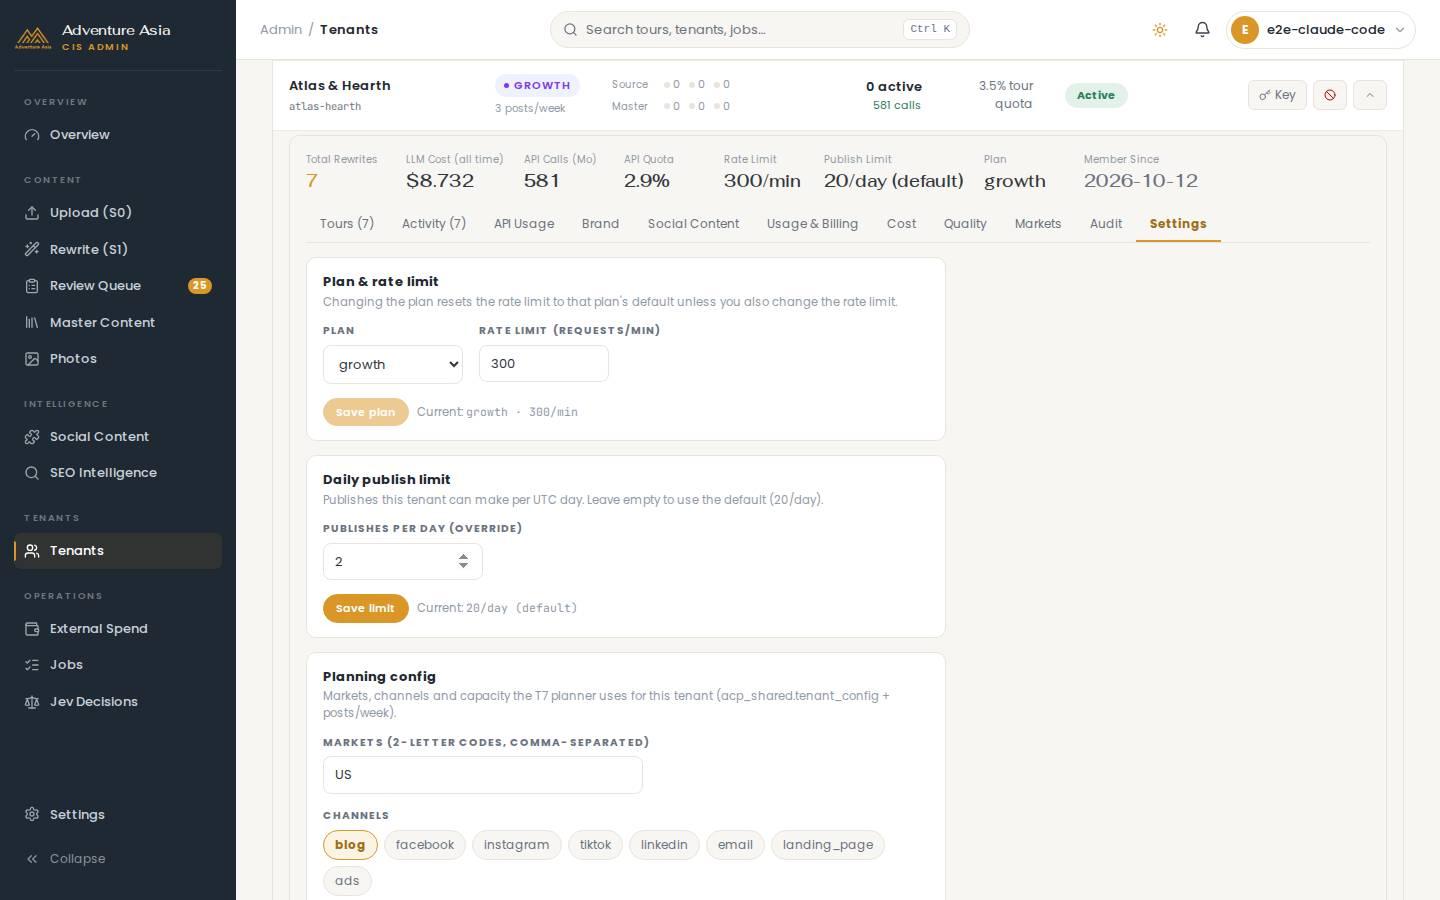 Adventure Asia
Adventure Asia
CIS ADMIN
OVERVIEW
Overview
CONTENT
Upload (S0)
Rewrite (S1)
Review Queue
25
Master Content
Photos
INTELLIGENCE
Social Content
SEO Intelligence
TENANTS
Tenants
OPERATIONS
External Spend
Jobs
Jev Decisions
Settings
Collapse
Admin / Tenants
Search tours, tenants, jobs...
Ctrl K
E
e2e-claude-code
Atlas & Hearth
atlas-hearth
GROWTH
3 posts/week
Source 0 0 0
Master 0 0 0
0 active
581 calls
3.5% tour
quota
Active
Key
Total Rewrites
7
LLM Cost (all time)
$8.732
API Calls (Mo)
581
API Quota
2.9%
Rate Limit
300/min
Publish Limit
20/day (default)
Plan
growth
Member Since
2026-10-12
Tours (7) Activity (7) API Usage Brand Social Content Usage & Billing Cost Quality Markets Audit Settings
Plan & rate limit
Changing the plan resets the rate limit to that plan's default unless you also change the rate limit.
PLAN
growth
RATE LIMIT (REQUESTS/MIN)
300
Save plan
Current: growth · 300/min
Daily publish limit
Publishes this tenant can make per UTC day. Leave empty to use the default (20/day).
PUBLISHES PER DAY (OVERRIDE)
2
Save limit
Current: 20/day (default)
Planning config
Markets, channels and capacity the T7 planner uses for this tenant (acp_shared.tenant_config +
posts/week).
MARKETS (2-LETTER CODES, COMMA-SEPARATED)
US
CHANNELS
blog facebook instagram tiktok linkedin email landing_page
ads